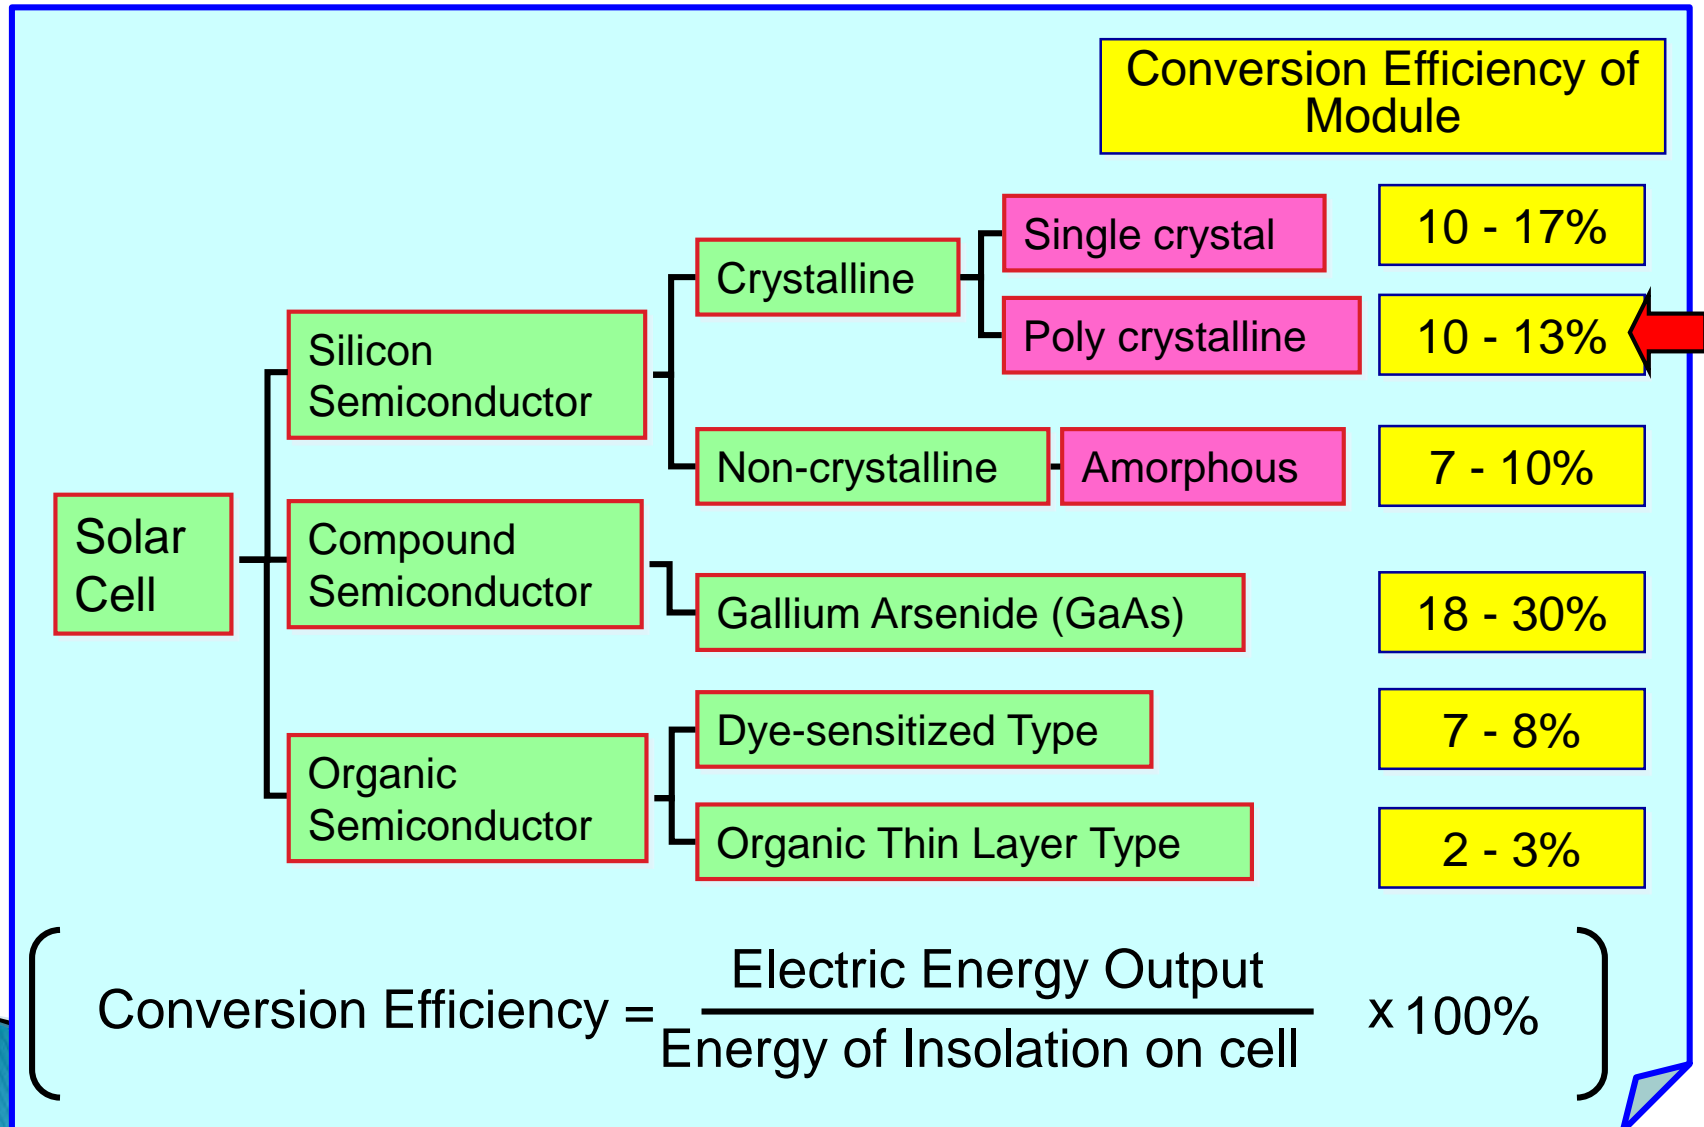 Conversion Efficiency of
Module
Single crystal
10 - 17%
Crystalline
Poly crystalline
10 - 13%
Silicon
Semiconductor
Non-crystalline
Amorphous
7 - 10%
Solar
Cell
Compound
Semiconductor
Gallium Arsenide (GaAs)
18 - 30%
Dye-sensitized Type
7 - 8%
Organic
Semiconductor
Organic Thin Layer Type
2 - 3%
Electric Energy Output
Conversion Efficiency = x 100%
Energy of Insolation on cell